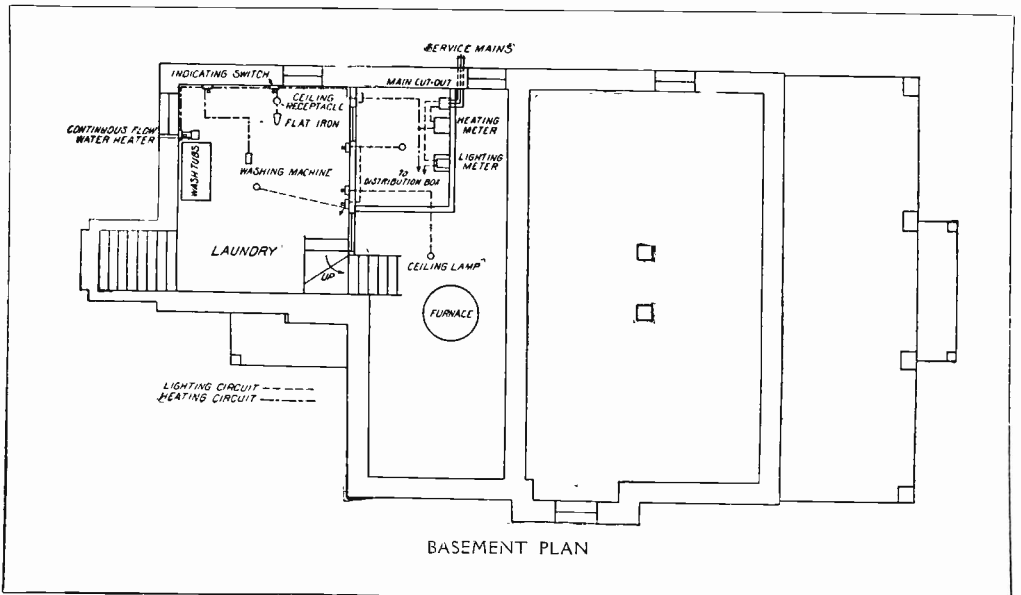 SERVICE MAINS
INDICATING SWITCH
MAIN CUT-OUT
CEILING
RECEPTACLE
FLAT IRON
HEATING
METER
CONTINUOUS FLOW
WATER HEATER
LIGHTING
METER
WASH TUBS
WASHING MACHINE
TO
DISTRIBUTION BOX
LAUNDRY
UP
CEILING LAMP
FURNACE
LIGHTING CIRCUIT
HEATING CIRCUIT
BASEMENT PLAN